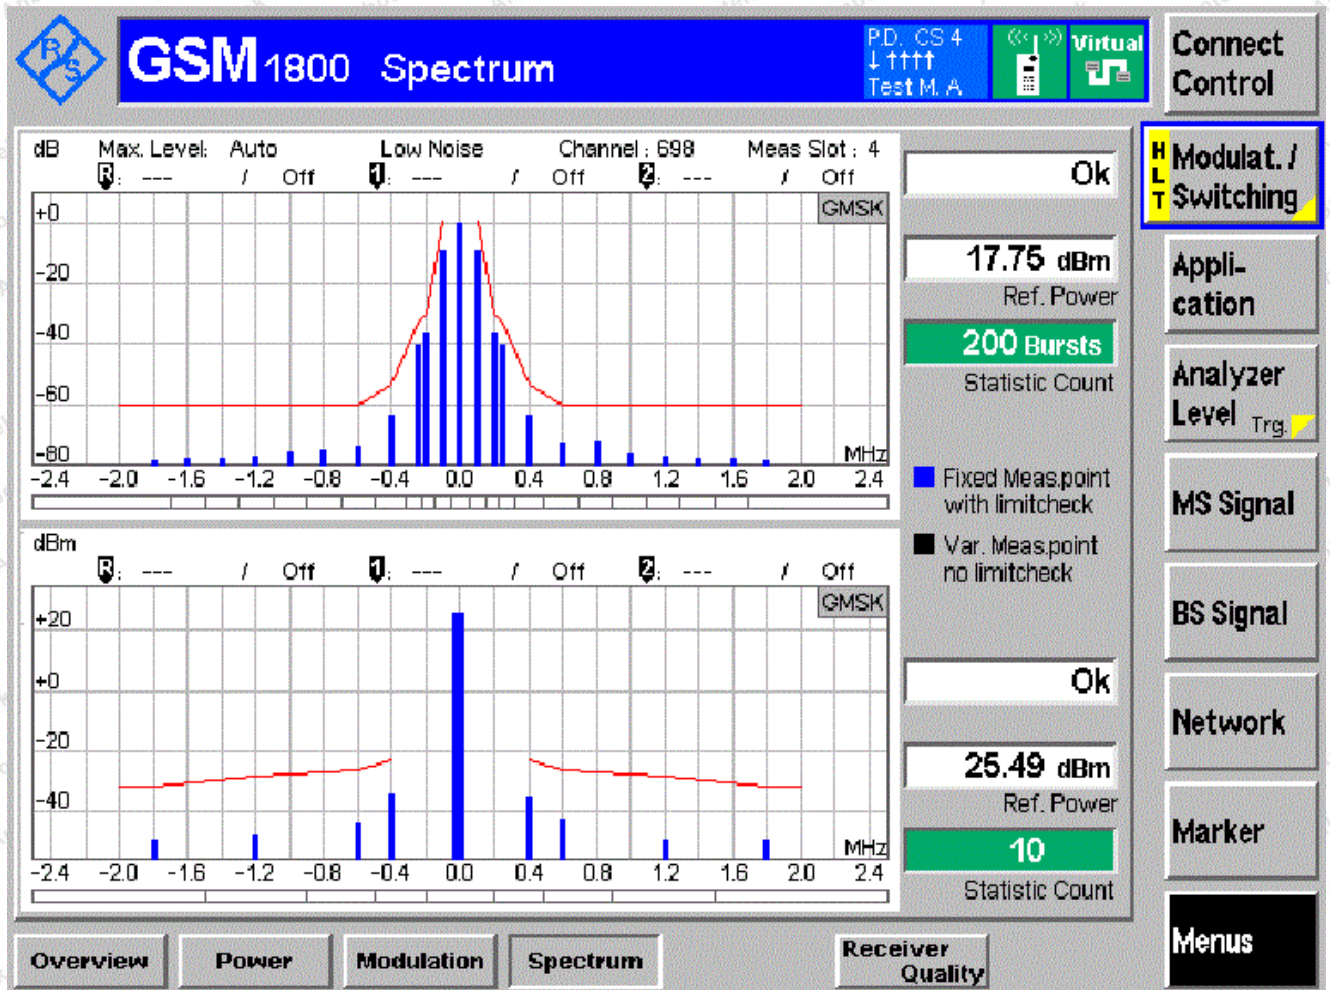 R S
GSM 1800 Spectrum
P.D. CS 4
↓↑↑↑↑
Test M. A
Virtual
Connect
Control
dB Max. Level: Auto Low Noise Channel : 698 Meas Slot : 4
R: --- / Off 1: --- / Off 2: --- / Off
GMSK
+0
-20
-40
-60
-80
MHz
-2.4 -2.0 -1.6 -1.2 -0.8 -0.4 0.0 0.4 0.8 1.2 1.6 2.0 2.4
dBm
R: --- / Off 1: --- / Off 2: --- / Off
GMSK
+20
+0
-20
-40
MHz
-2.4 -2.0 -1.6 -1.2 -0.8 -0.4 0.0 0.4 0.8 1.2 1.6 2.0 2.4
Ok
17.75 dBm
Ref. Power
200 Bursts
Statistic Count
Fixed Meas.point
with limitcheck
Var. Meas.point
no limitcheck
Ok
25.49 dBm
Ref. Power
10
Statistic Count
HLT
Modulat. /
Switching
Appli-
cation
Analyzer
Level Trg.
MS Signal
BS Signal
Network
Marker
Menus
Overview Power Modulation Spectrum
Receiver
Quality